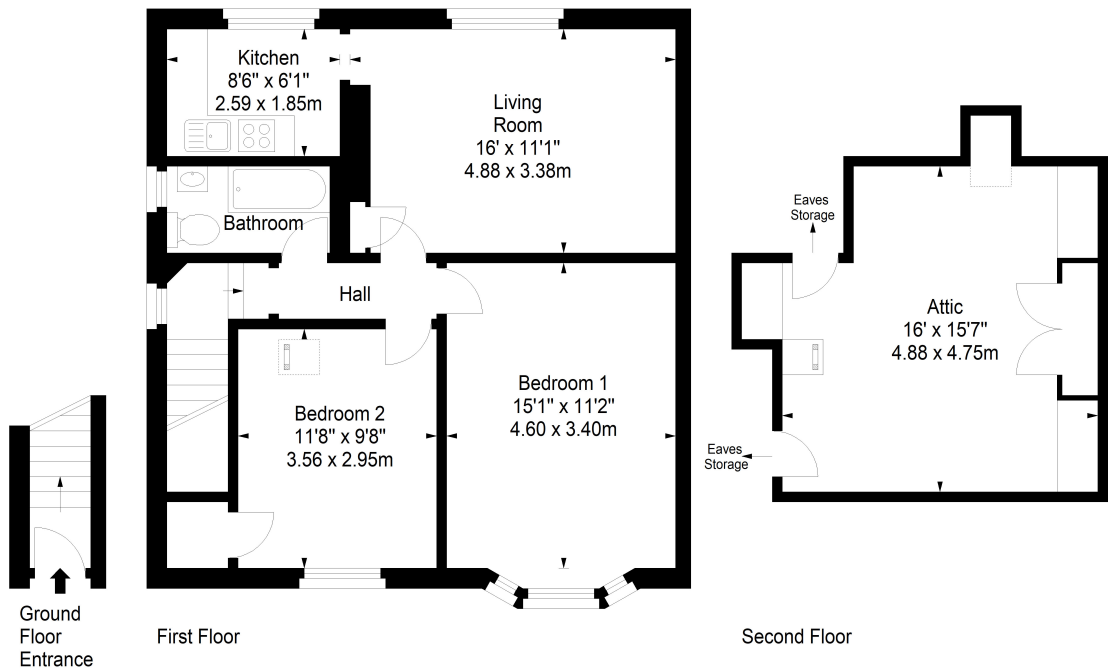 Kitchen
8'6" x 6'1"
2.59 x 1.85m
Living
Room
16' x 11'1"
4.88 x 3.38m
Bathroom
Hall
Bedroom 1
15'1" x 11'2"
4.60 x 3.40m
Bedroom 2
11'8" x 9'8"
3.56 x 2.95m
Eaves
Storage
Attic
16' x 15'7"
4.88 x 4.75m
Eaves
Storage
Ground
Floor
Entrance
First Floor
Second Floor